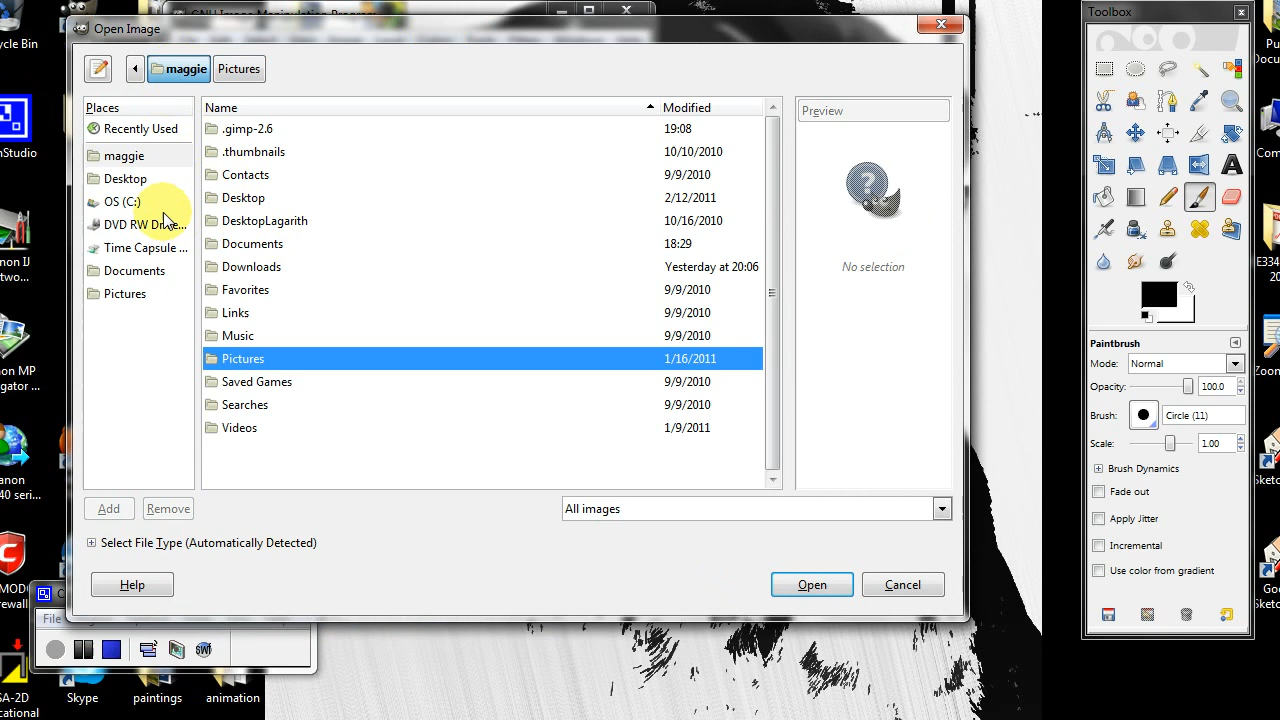 Open Image
maggie
Pictures
Places
Recently Used
maggie
Desktop
OS (C:)
DVD RW Drive...
Time Capsule ...
Documents
Pictures
Name
Modified
.gimp-2.6
19:08
.thumbnails
10/10/2010
Contacts
9/9/2010
Desktop
2/12/2011
DesktopLagarith
10/16/2010
Documents
18:29
Downloads
Yesterday at 20:06
Favorites
9/9/2010
Links
9/9/2010
Music
9/9/2010
Pictures
1/16/2011
Saved Games
9/9/2010
Searches
9/9/2010
Videos
1/9/2011
Preview
No selection
Add
Remove
All images
Select File Type (Automatically Detected)
Help
Open
Cancel
Toolbox
Paintbrush
Mode:
Normal
Opacity:
100.0
Brush:
Circle (11)
Scale:
1.00
Brush Dynamics
Fade out
Apply Jitter
Incremental
Use color from gradient
File
swf
Skype
paintings
animation